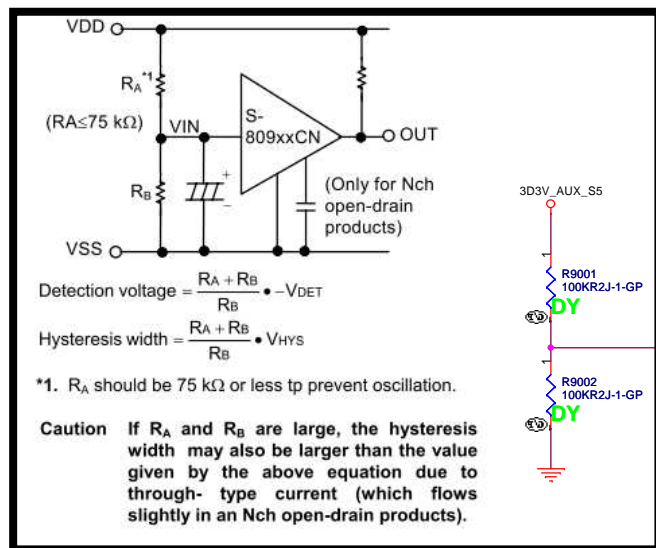 VDD
RA*1
(RA≤75 kΩ)
VIN
S-
809xxCN
OUT
RB
+
−
(Only for Nch
open-drain
products)
VSS
Detection voltage = RA + RB / RB • −VDET
Hysteresis width = RA + RB / RB • VHYS
*1. RA should be 75 kΩ or less tp prevent oscillation.
Caution If RA and RB are large, the hysteresis
width may also be larger than the value
given by the above equation due to
through- type current (which flows
slightly in an Nch open-drain products).
3D3V_AUX_S5
1
R9001
100KR2J-1-GP
DY
1
R9002
100KR2J-1-GP
DY